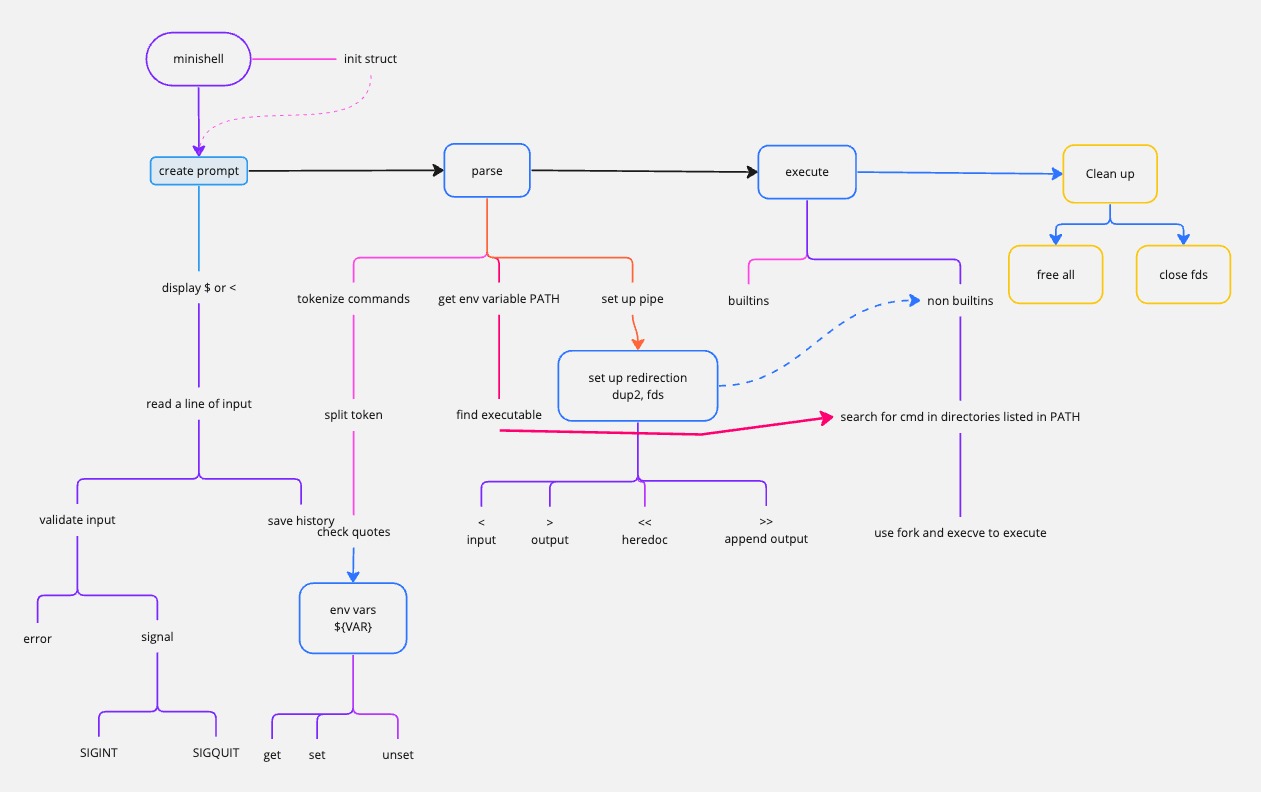 minishell
init struct
create prompt
parse
execute
Clean up
free all
close fds
display $ or <
tokenize commands
get env variable PATH
set up pipe
builtins
non builtins
set up redirection
dup2, fds
read a line of input
split token
find executable
search for cmd in directories listed in PATH
validate input
save history
check quotes
<
input
>
output
<<
heredoc
>>
append output
use fork and execve to execute
env vars
${VAR}
error
signal
SIGINT
SIGQUIT
get
set
unset